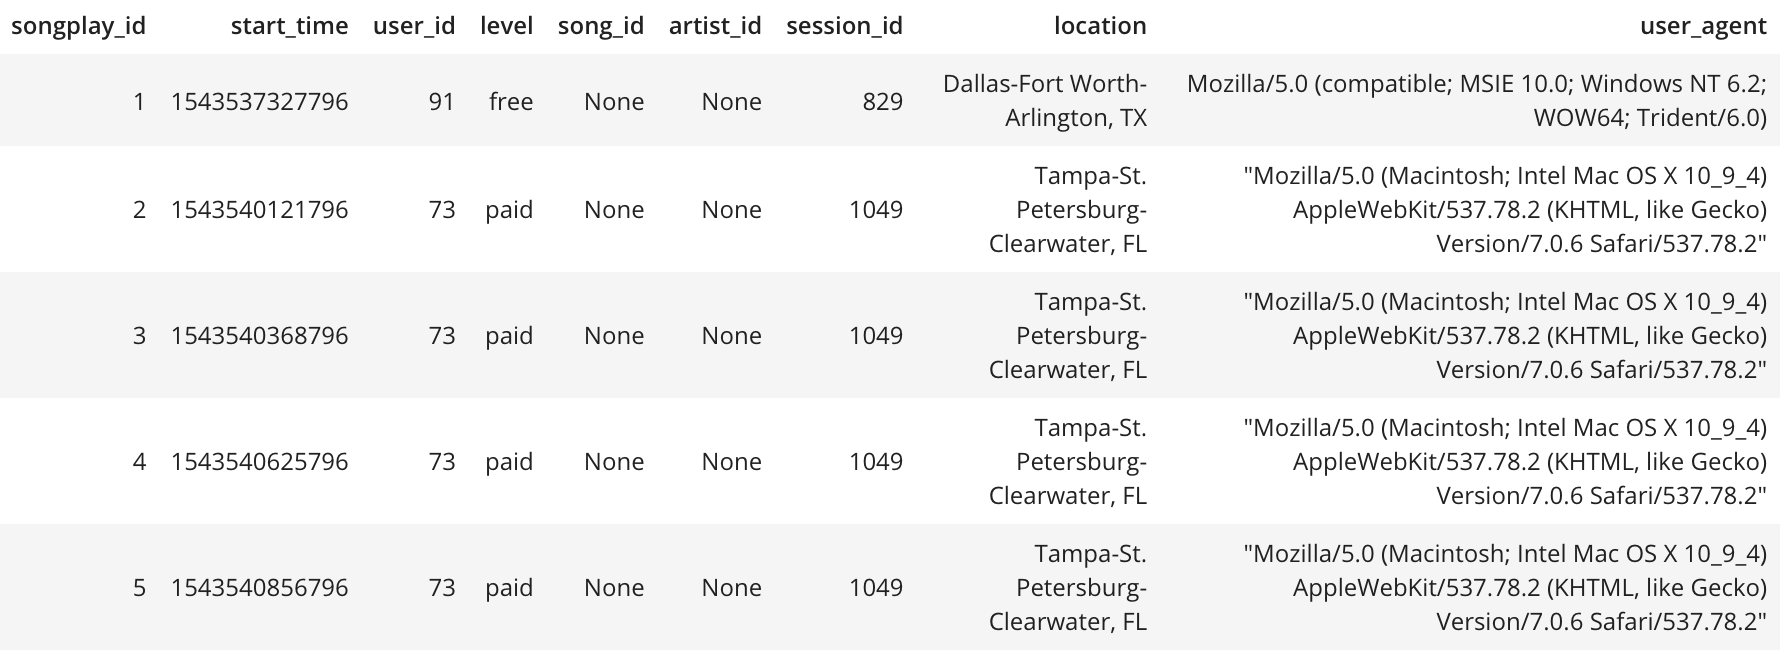 songplay_id start_time user_id level song_id artist_id session_id location user_agent
Dallas-Fort Worth- Mozilla/5.0 (compatible; MSIE 10.0; Windows NT 6.2;
1 1543537327796 91 free None None 829
Arlington, TX WOW64; Trident/6.0)
Tampa-St. "Mozilla/5.0 (Macintosh; Intel Mac OS X 10_9_4)
2 1543540121796 73 paid None None 1049 Petersburg- AppleWebKit/537.78.2 (KHTML, like Gecko)
Clearwater, FL Version/7.0.6 Safari/537.78.2"
Tampa-St. "Mozilla/5.0 (Macintosh; Intel Mac OS X 10_9_4)
3 1543540368796 73 paid None None 1049 Petersburg- AppleWebKit/537.78.2 (KHTML, like Gecko)
Clearwater, FL Version/7.0.6 Safari/537.78.2"
Tampa-St. "Mozilla/5.0 (Macintosh; Intel Mac OS X 10_9_4)
4 1543540625796 73 paid None None 1049 Petersburg- AppleWebKit/537.78.2 (KHTML, like Gecko)
Clearwater, FL Version/7.0.6 Safari/537.78.2"
Tampa-St. "Mozilla/5.0 (Macintosh; Intel Mac OS X 10_9_4)
5 1543540856796 73 paid None None 1049 Petersburg- AppleWebKit/537.78.2 (KHTML, like Gecko)
Clearwater, FL Version/7.0.6 Safari/537.78.2"